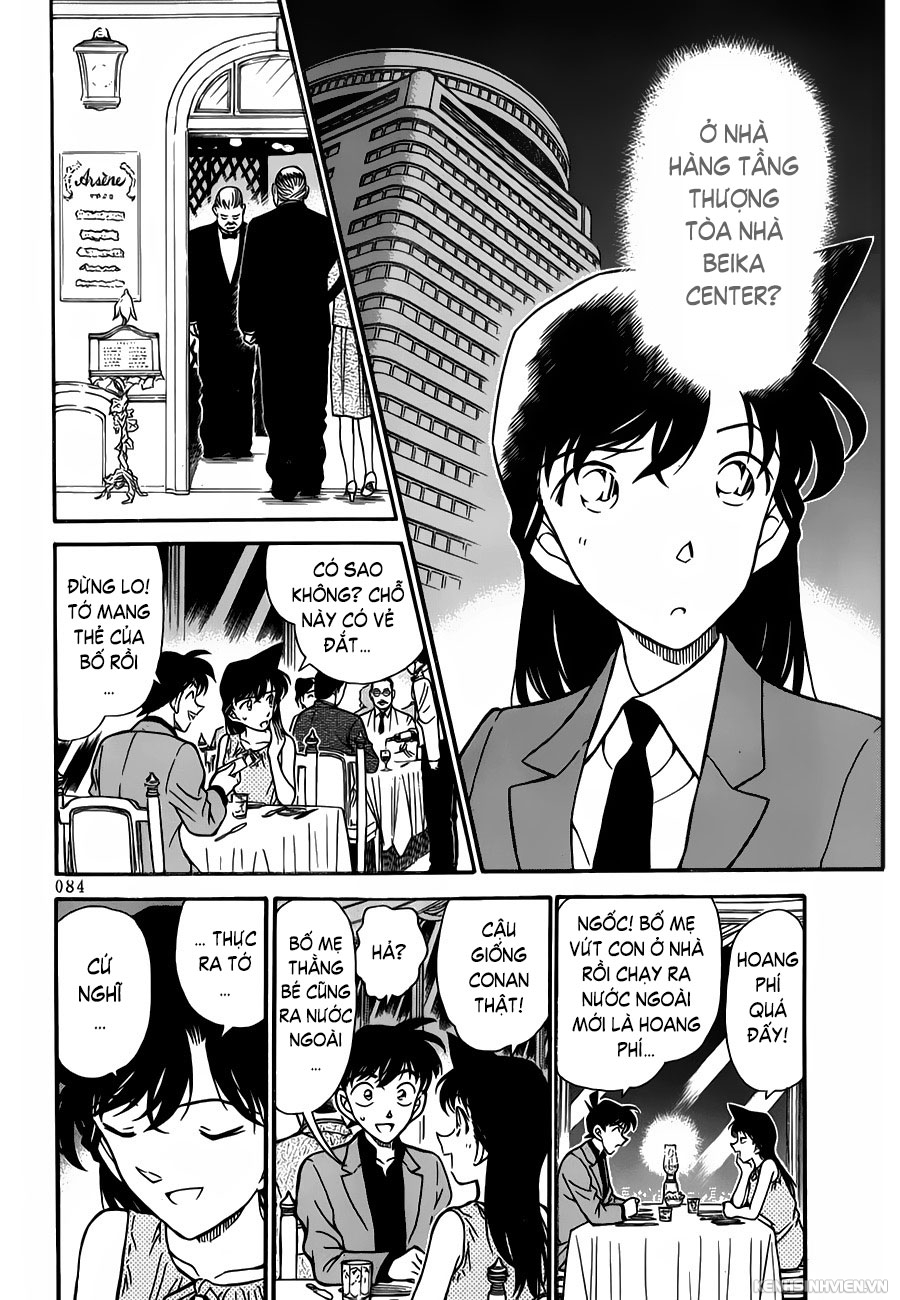 Ở NHÀ
HÀNG TẦNG
THƯỢNG
TÒA NHÀ
BEIKA
CENTER?
Arsène
CÓ SAO
KHÔNG? CHỖ
NÀY CÓ VẺ
ĐẮT...
ĐỪNG LO!
TỚ MANG
THẺ CỦA
BỐ RỒI
...
084
HOANG
PHÍ
QUÁ
ĐẤY!
NGỐC! BỐ MẸ
VỨT CON Ở NHÀ
RỒI CHẠY RA
NƯỚC NGOÀI
MỚI LÀ HOANG
PHÍ...
CẬU
GIỐNG
CONAN
THẬT!
HẢ?
BỐ MẸ
THẰNG
BÉ CŨNG
RA NƯỚC
NGOÀI
...
... THỰC
RA TỚ
...
CỨ
NGHĨ
...
KENHSINHVIEN.VN